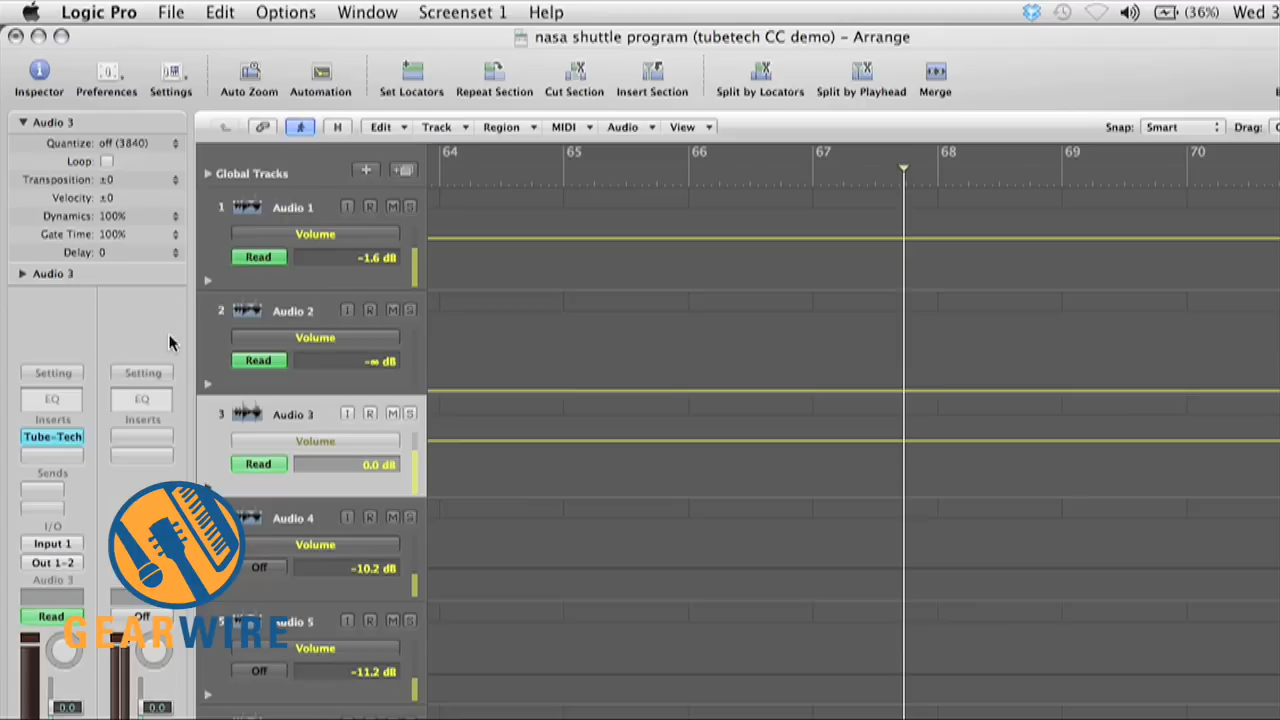 Logic Pro File Edit Options Window Screenset 1 Help (36%) Wed 3
nasa shuttle program (tubetech CC demo) – Arrange
Inspector Preferences Settings Auto Zoom Automation Set Locators Repeat Section Cut Section Insert Section Split by Locators Split by Playhead Merge
Audio 3
H Edit Track Region MIDI Audio View Snap: Smart Drag:
Quantize: off (3840)
Loop:
Transposition: ±0
Velocity: ±0
Dynamics: 100%
Gate Time: 100%
Delay: 0
Audio 3
64 65 66 67 68 69 70
Global Tracks
1 Audio 1 I R M S
Volume
Read -1.6 dB
2 Audio 2 I R M S
Volume
Read -∞ dB
3 Audio 3 I R M S
Volume
Read 0.0 dB
Audio 4 I R M S
Volume
Off -10.2 dB
5 Audio 5 I R M S
Volume
Off -11.2 dB
Setting Setting
EQ EQ
Inserts Inserts
Tube-Tech
Sends
I/O
Input 1
Out 1-2
Audio 3
Read Off
GEARWIRE
0.0 0.0